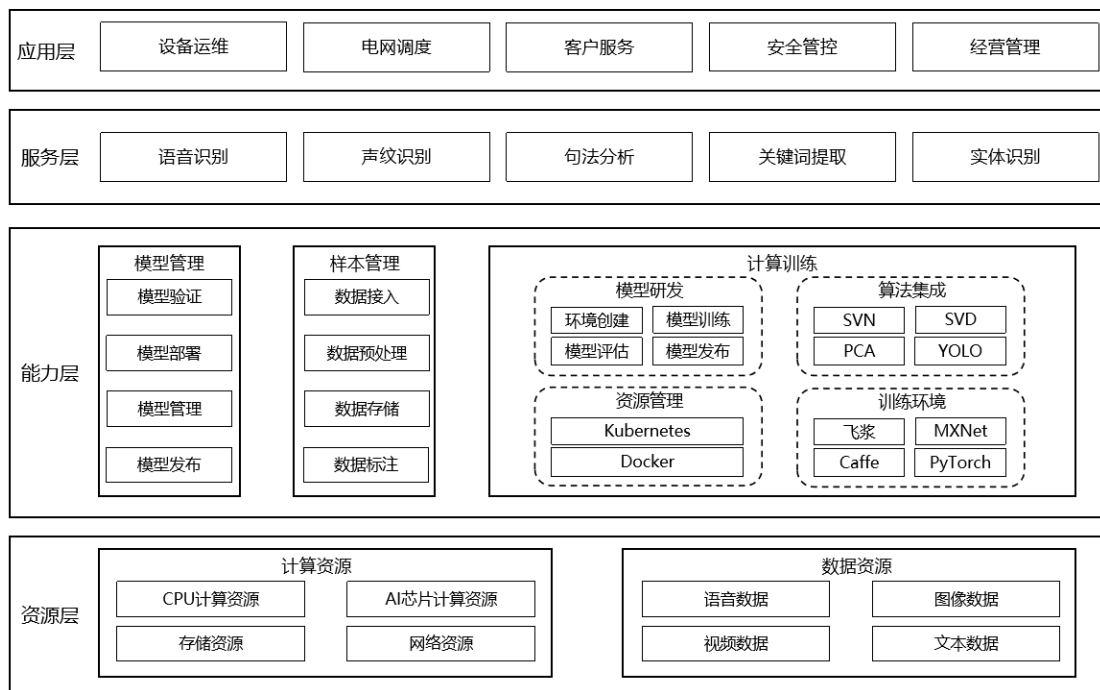 应用层
设备运维
电网调度
客户服务
安全管控
经营管理
服务层
语音识别
声纹识别
句法分析
关键词提取
实体识别
能力层
模型管理
模型验证
模型部署
模型管理
模型发布
样本管理
数据接入
数据预处理
数据存储
数据标注
计算训练
模型研发
环境创建
模型训练
模型评估
模型发布
算法集成
SVN
SVD
PCA
YOLO
资源管理
Kubernetes
Docker
训练环境
飞浆
MXNet
Caffe
PyTorch
资源层
计算资源
CPU计算资源
AI芯片计算资源
存储资源
网络资源
数据资源
语音数据
图像数据
视频数据
文本数据